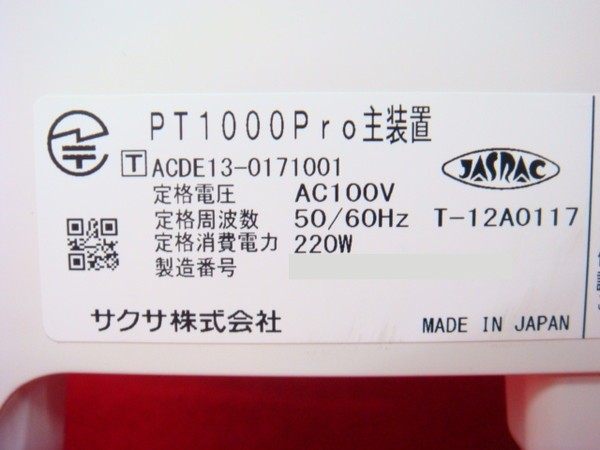 PT1000Pro主装置
T ACDE13-0171001
JASRAC
定格電圧 AC100V
定格周波数 50/60Hz T-12A0117
定格消費電力 220W
製造番号
サクサ株式会社
MADE IN JAPAN